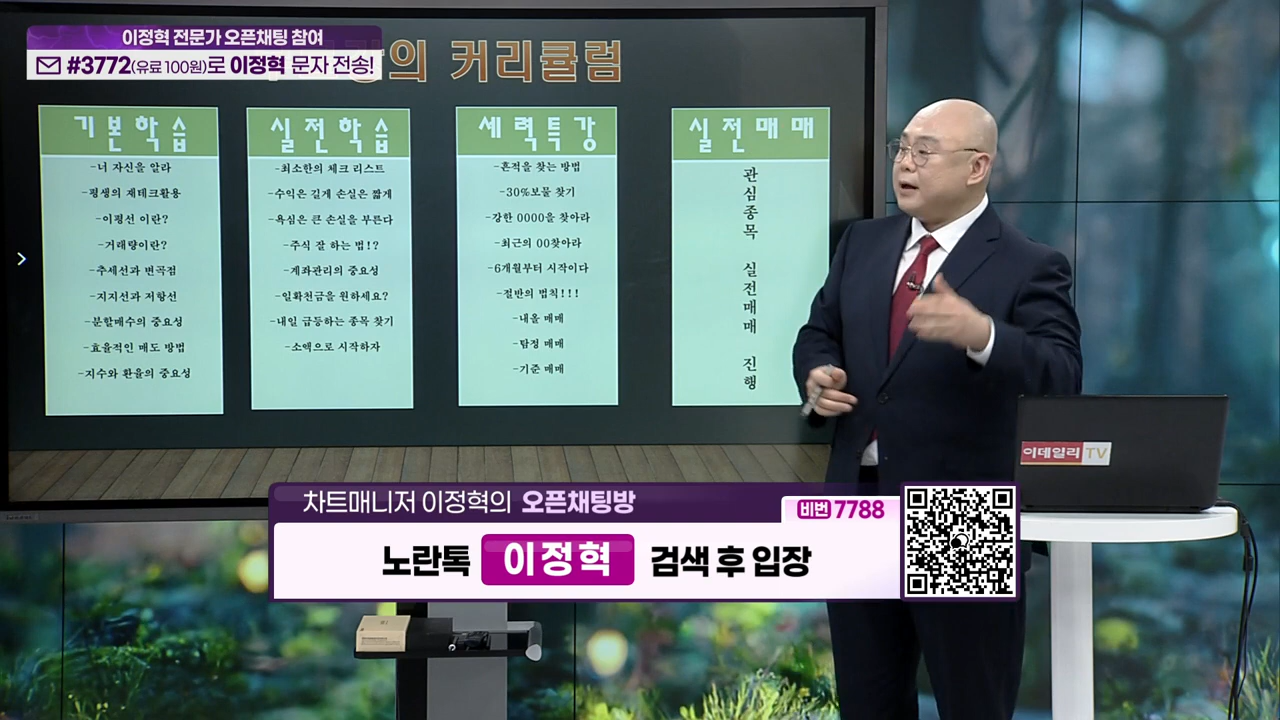 이정혁 전문가 오픈채팅 참여
#3772(유료 100원)로 이정혁 문자 전송!
의 커리큘럼
기본학습
-너 자신을 알라
-평생의 재테크활용
-이평선 이란?
-거래량이란?
-추세선과 변곡점
-지지선과 저항선
-분할매수의 중요성
-효율적인 매도 방법
-지수와 환율의 중요성
실전학습
-최소한의 체크 리스트
-수익은 길게 손실은 짧게
-욕심은 큰 손실을 부른다
-주식 잘 하는 법!?
-계좌관리의 중요성
-일확천금을 원하세요?
-내일 급등하는 종목 찾기
-소액으로 시작하자
세력특강
-흔적을 찾는 방법
-30%보물 찾기
-강한 0000을 찾아라
-최근의 00찾아라
-6개월부터 시작이다
-절반의 법칙!!!
-내울 매매
-탐정 매매
-기준 매매
실전매매
관심종목 실전매매 진행
이데일리 TV
차트매니저 이정혁의 오픈채팅방
비번 7788
노란톡 이정혁 검색 후 입장